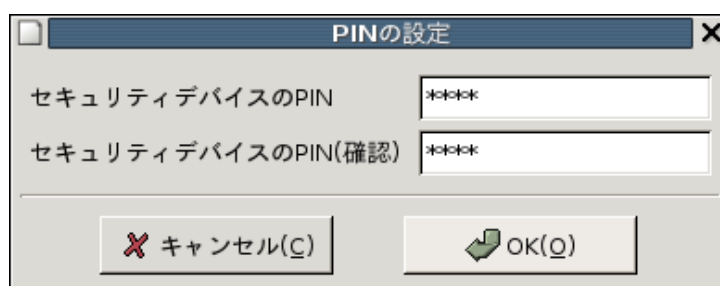 PINの設定
セキュリティデバイスのPIN ****
セキュリティデバイスのPIN(確認) ****
キャンセル(C) OK(O)